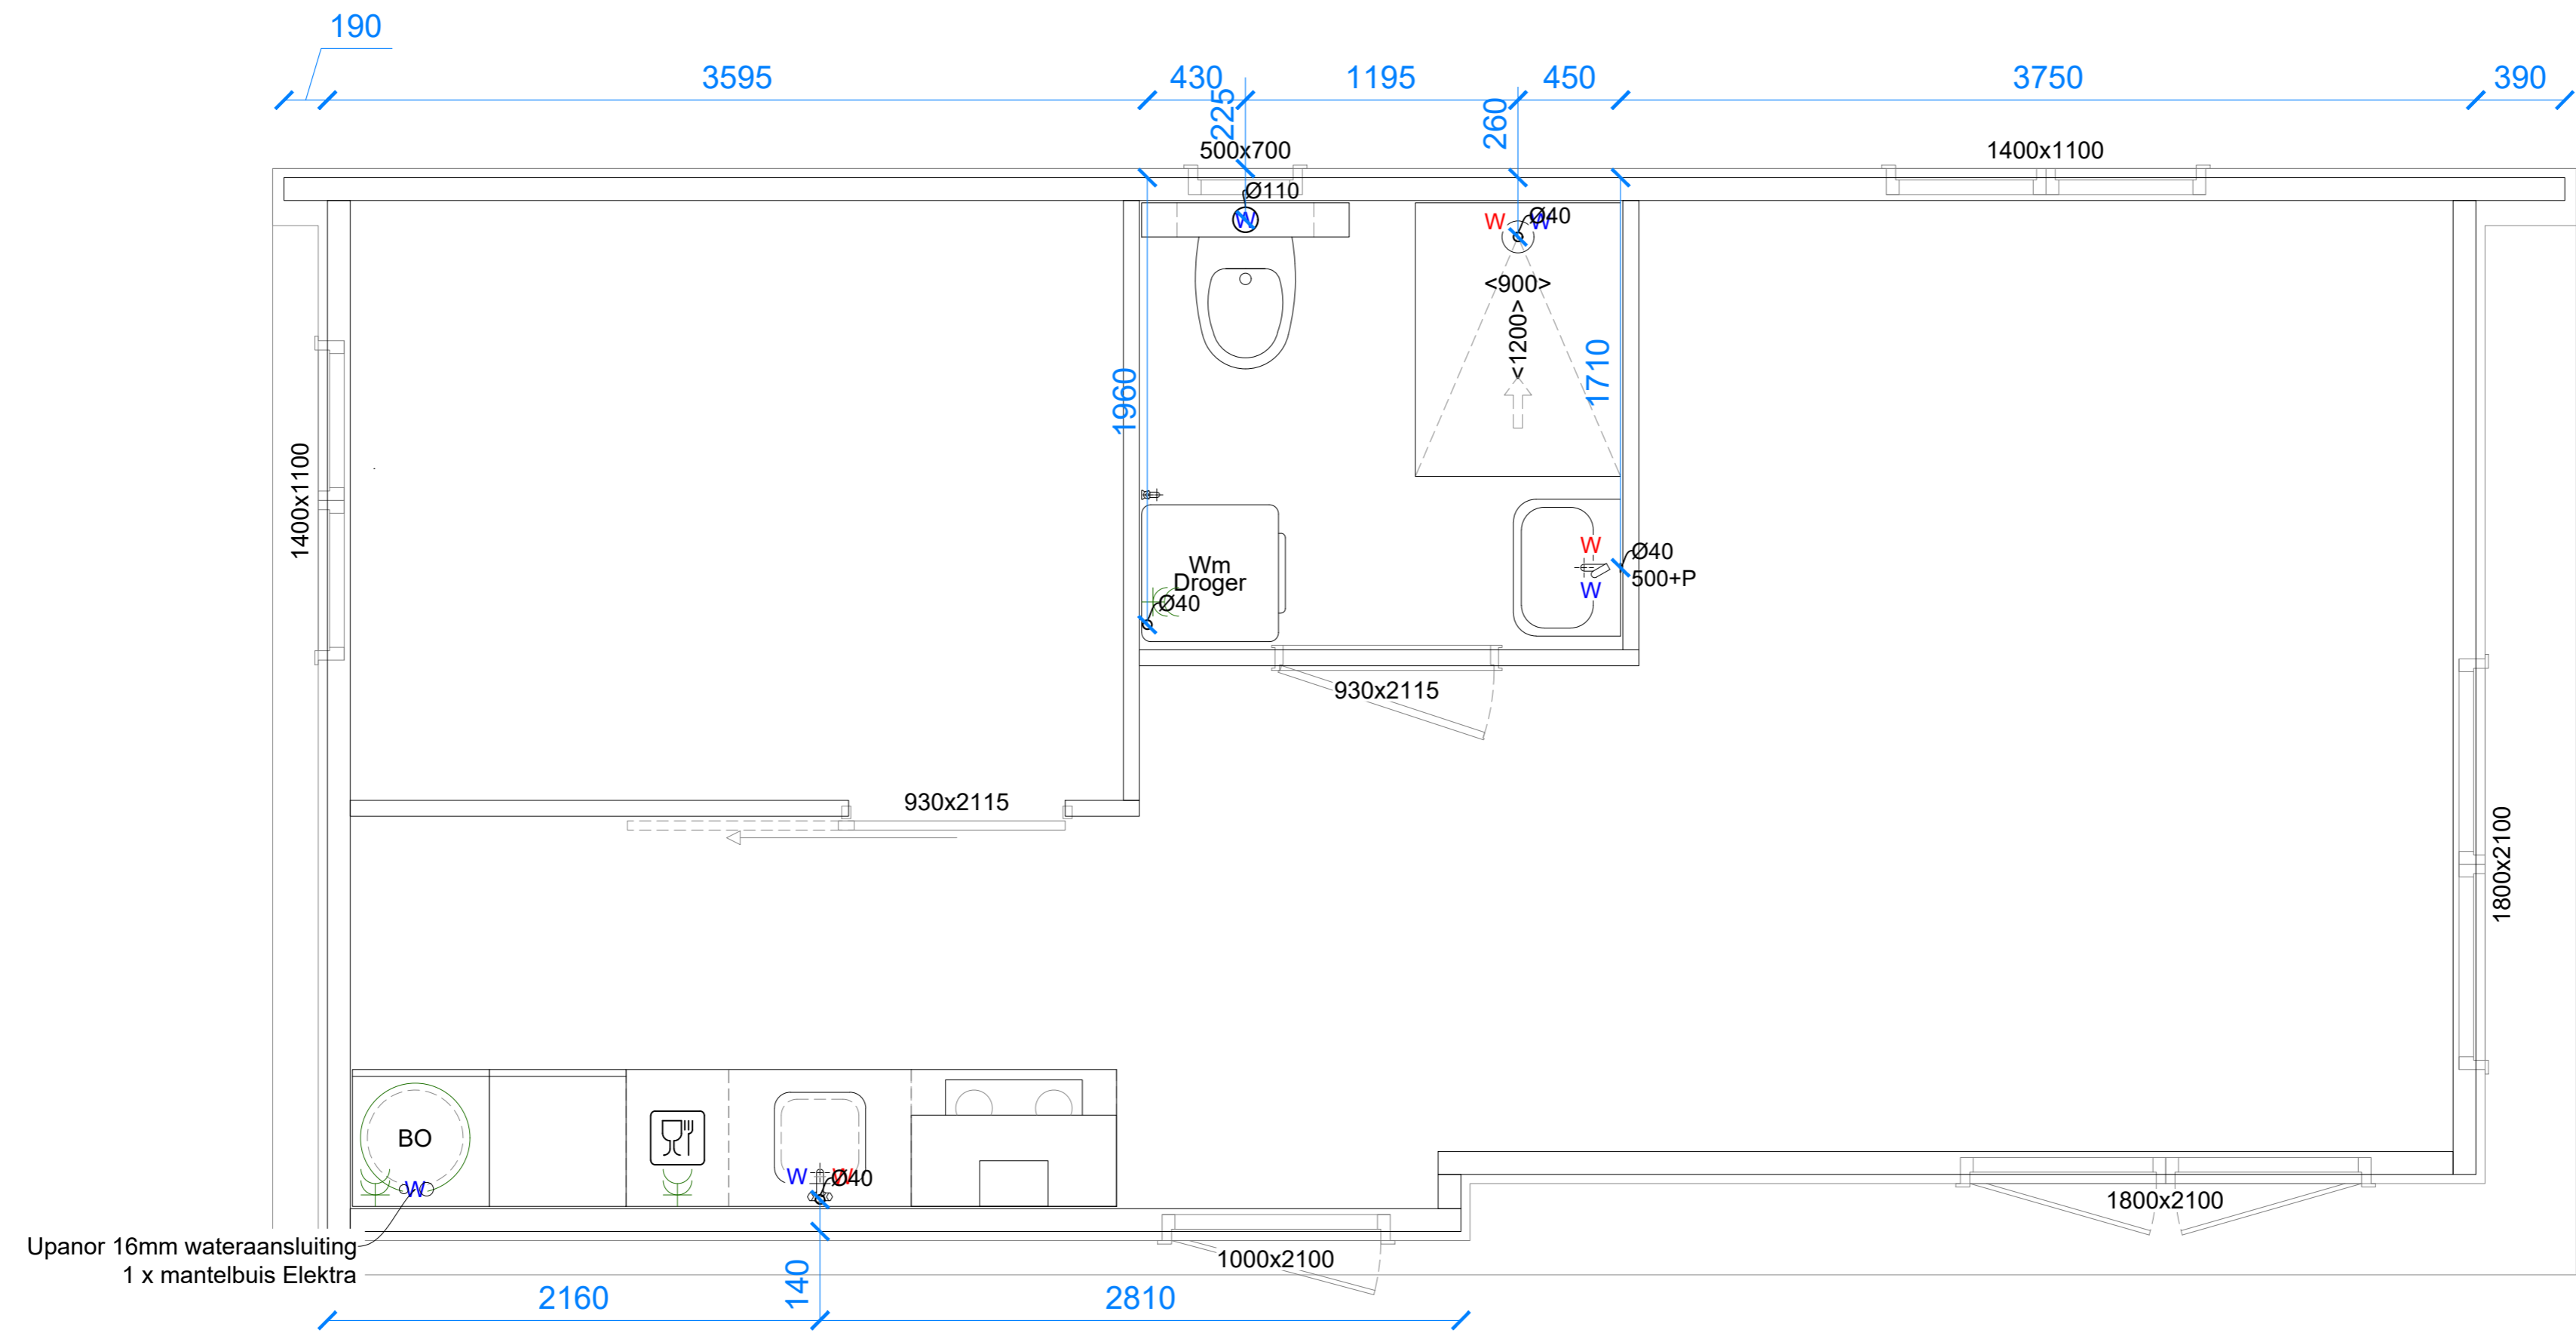 190
3595
430
1195
450
3750
390
225
260
500x700
1400x1100
Ø110
W
W
Ø40
W
<900>
<1200>
1960
1710
1400x1100
Wm
Droger
Ø40
W
W
Ø40
500+P
930x2115
930x2115
1800x2100
BO
W
W
W
Ø40
1800x2100
Upanor 16mm wateraansluiting
1 x mantelbuis Elektra
1000x2100
2160
140
2810